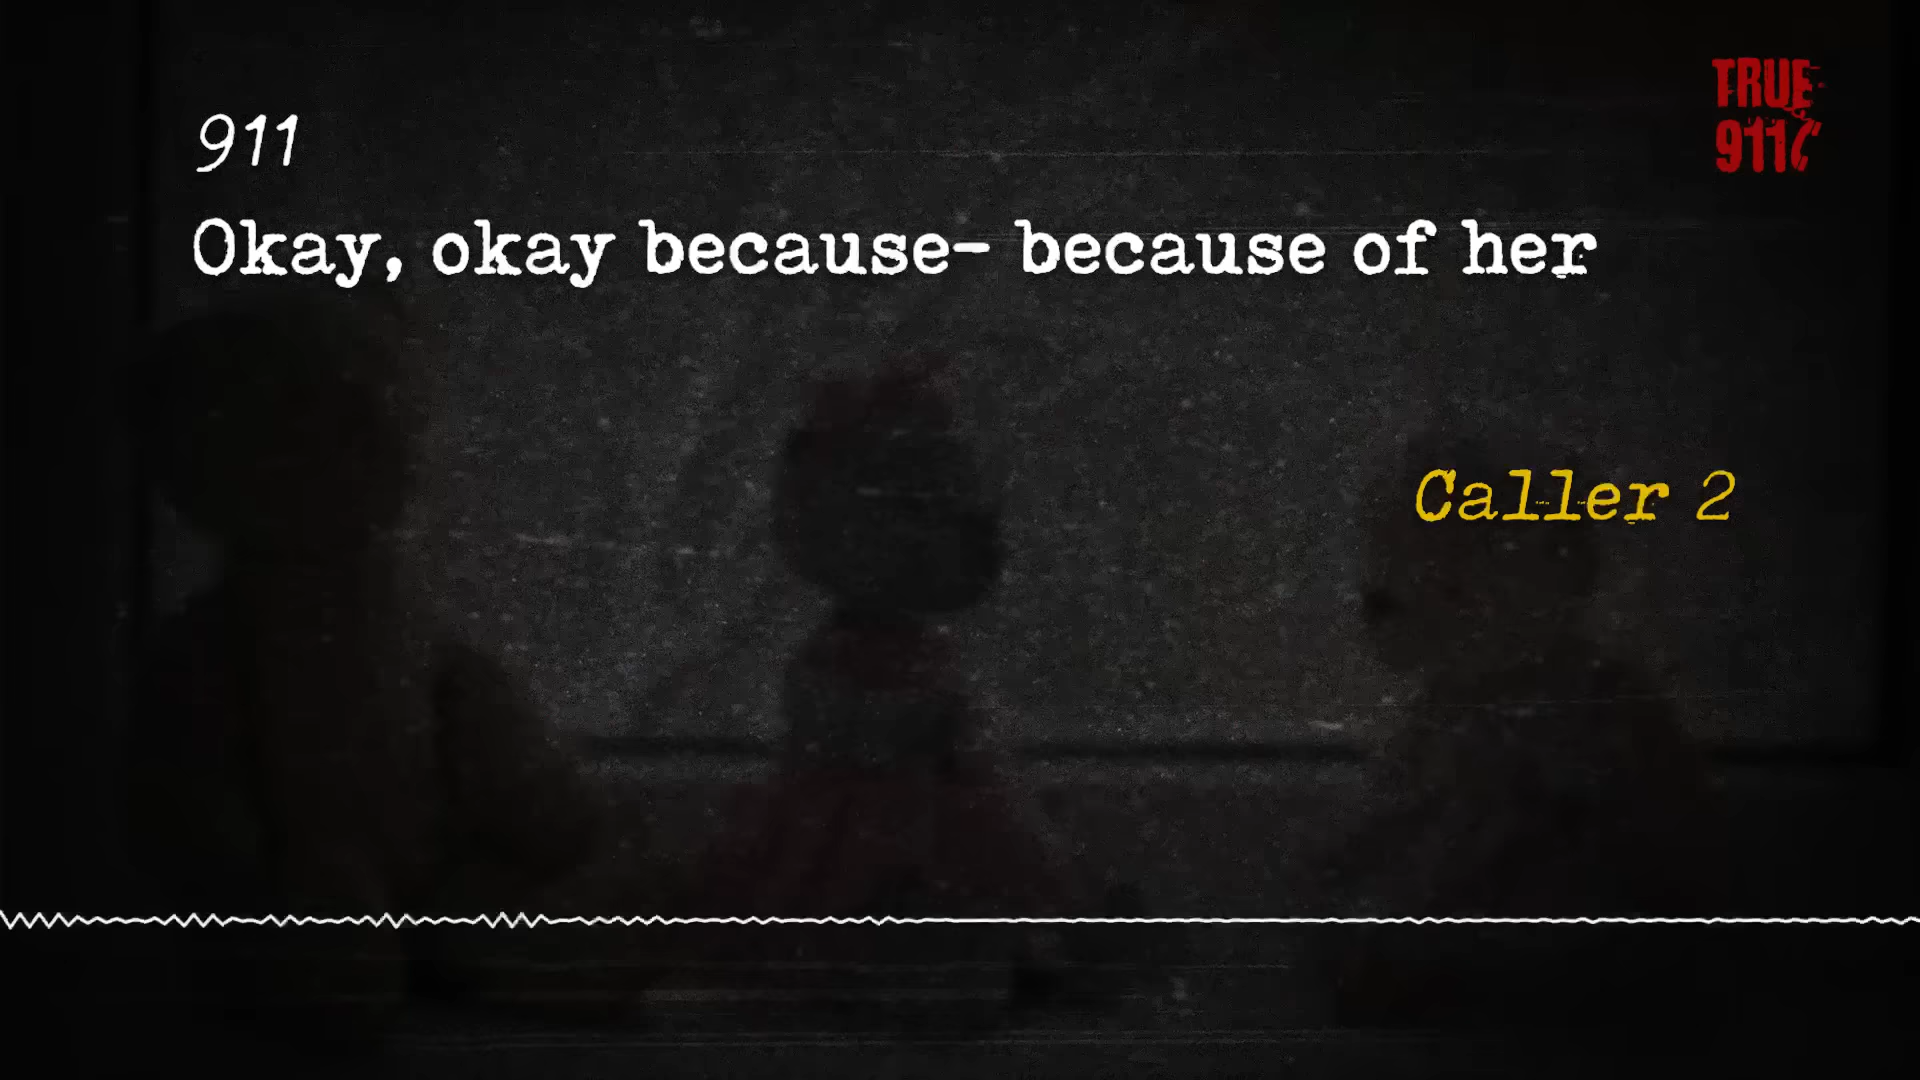 TRUE
911
911
Okay, okay because- because of her
Caller 2